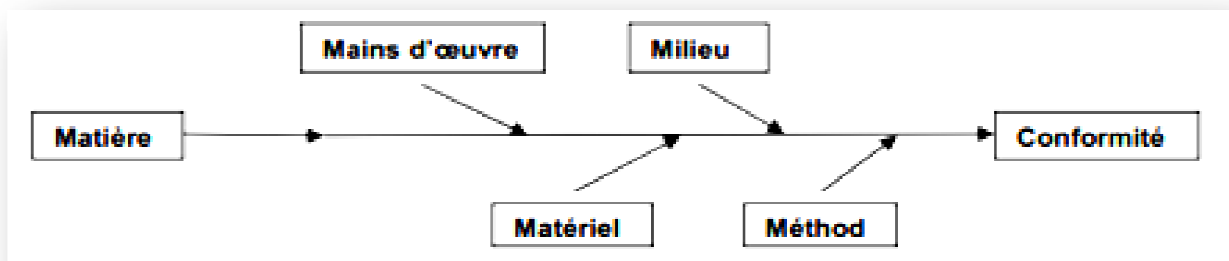 Mains d'œuvre
Milieu
Matière
Conformité
Matériel
Méthod